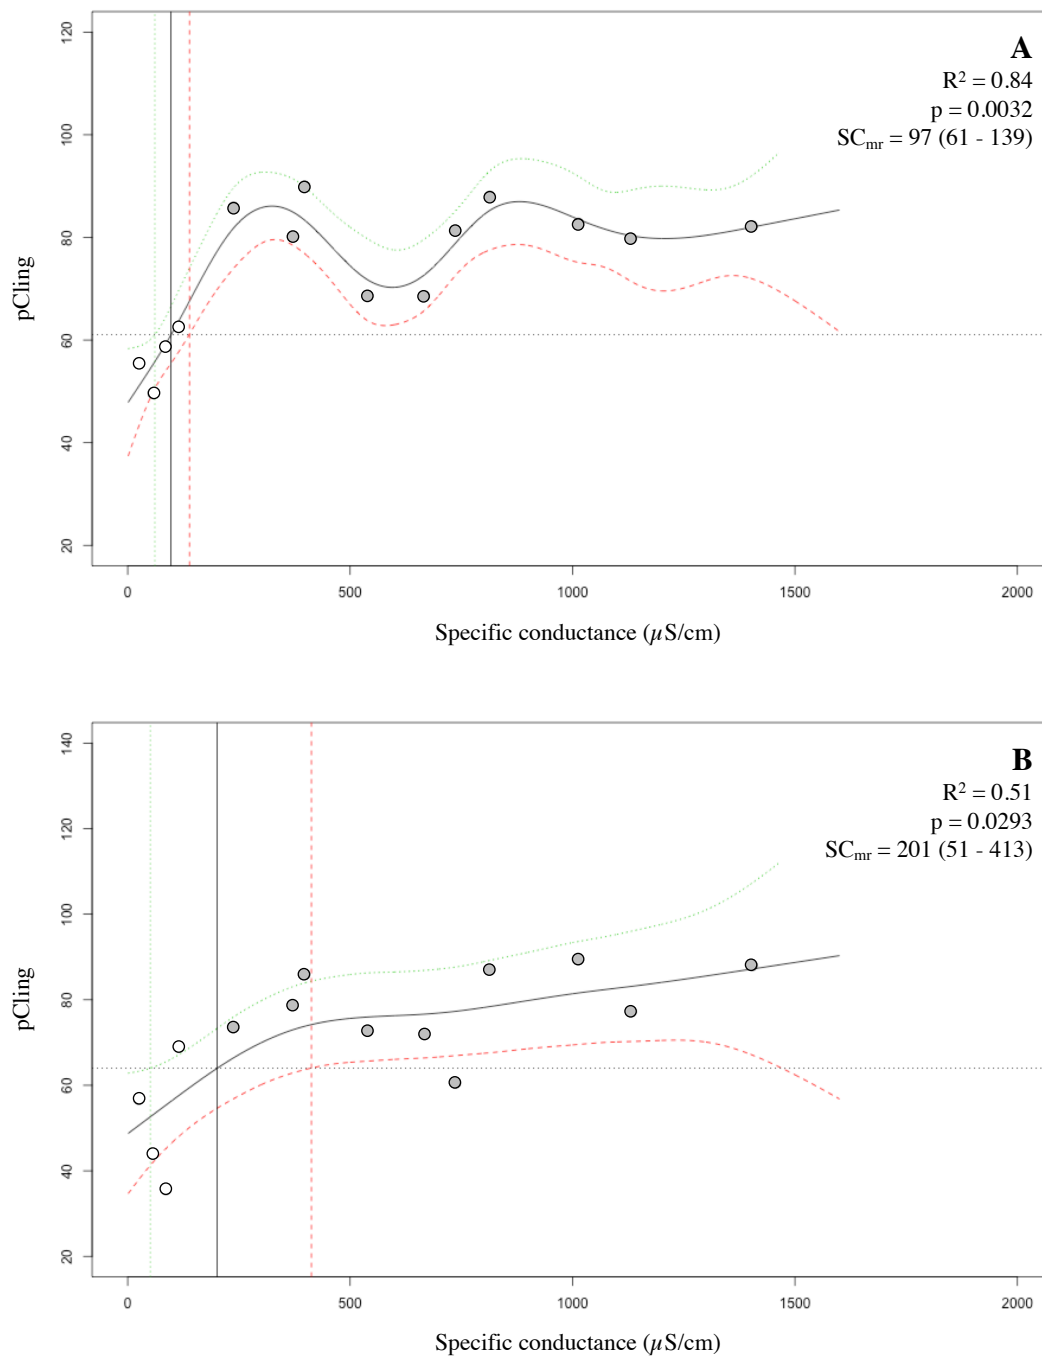 A
R² = 0.84
p = 0.0032
SCmr = 97 (61 - 139)
120
100
80
60
40
20
pCling
0 500 1000 1500 2000
Specific conductance (µS/cm)
B
R² = 0.51
p = 0.0293
SCmr = 201 (51 - 413)
140
120
100
80
60
40
20
pCling
0 500 1000 1500 2000
Specific conductance (µS/cm)